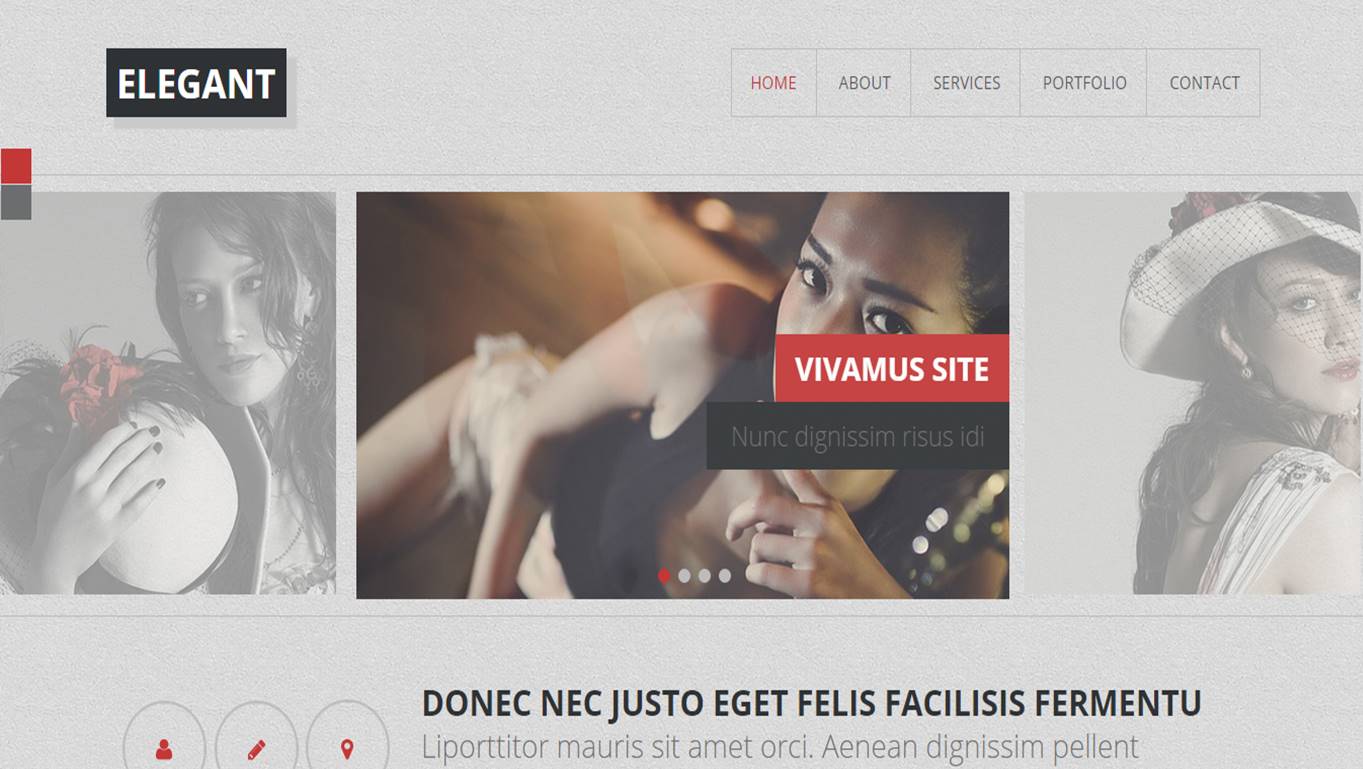 ELEGANT
HOME ABOUT SERVICES PORTFOLIO CONTACT
VIVAMUS SITE
Nunc dignissim risus idi
DONEC NEC JUSTO EGET FELIS FACILISIS FERMENTU
Liporttitor mauris sit amet orci. Aenean dignissim pellent